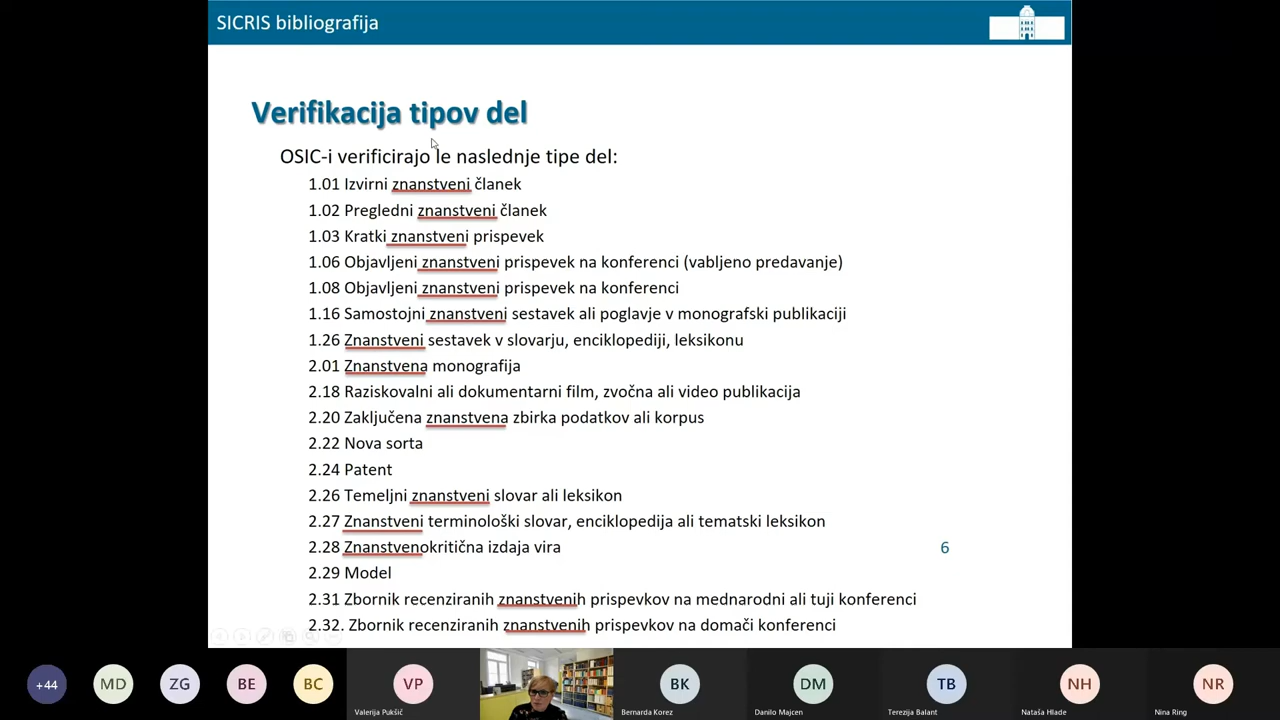 SICRIS bibliografija
Verifikacija tipov del
OSIC-i verificirajo le naslednje tipe del:
1.01 Izvirni znanstveni članek
1.02 Pregledni znanstveni članek
1.03 Kratki znanstveni prispevek
1.06 Objavljeni znanstveni prispevek na konferenci (vabljeno predavanje)
1.08 Objavljeni znanstveni prispevek na konferenci
1.16 Samostojni znanstveni sestavek ali poglavje v monografski publikaciji
1.26 Znanstveni sestavek v slovarju, enciklopediji, leksikonu
2.01 Znanstvena monografija
2.18 Raziskovalni ali dokumentarni film, zvočna ali video publikacija
2.20 Zaključena znanstvena zbirka podatkov ali korpus
2.22 Nova sorta
2.24 Patent
2.26 Temeljni znanstveni slovar ali leksikon
2.27 Znanstveni terminološki slovar, enciklopedija ali tematski leksikon
2.28 Znanstvenokritična izdaja vira
6
2.29 Model
2.31 Zbornik recenziranih znanstvenih prispevkov na mednarodni ali tuji konferenci
2.32. Zbornik recenziranih znanstvenih prispevkov na domači konferenci
+44 MD ZG BE BC VP BK DM TB NH NR
Valerija Pukšič Bernarda Korez Danilo Majcen Terezija Balant Nataša Hlade Nina Ring